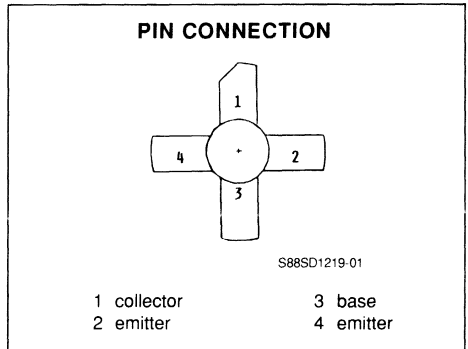 PIN CONNECTION
1
4 2
3
S88SD1219-01
1 collector 3 base
2 emitter 4 emitter